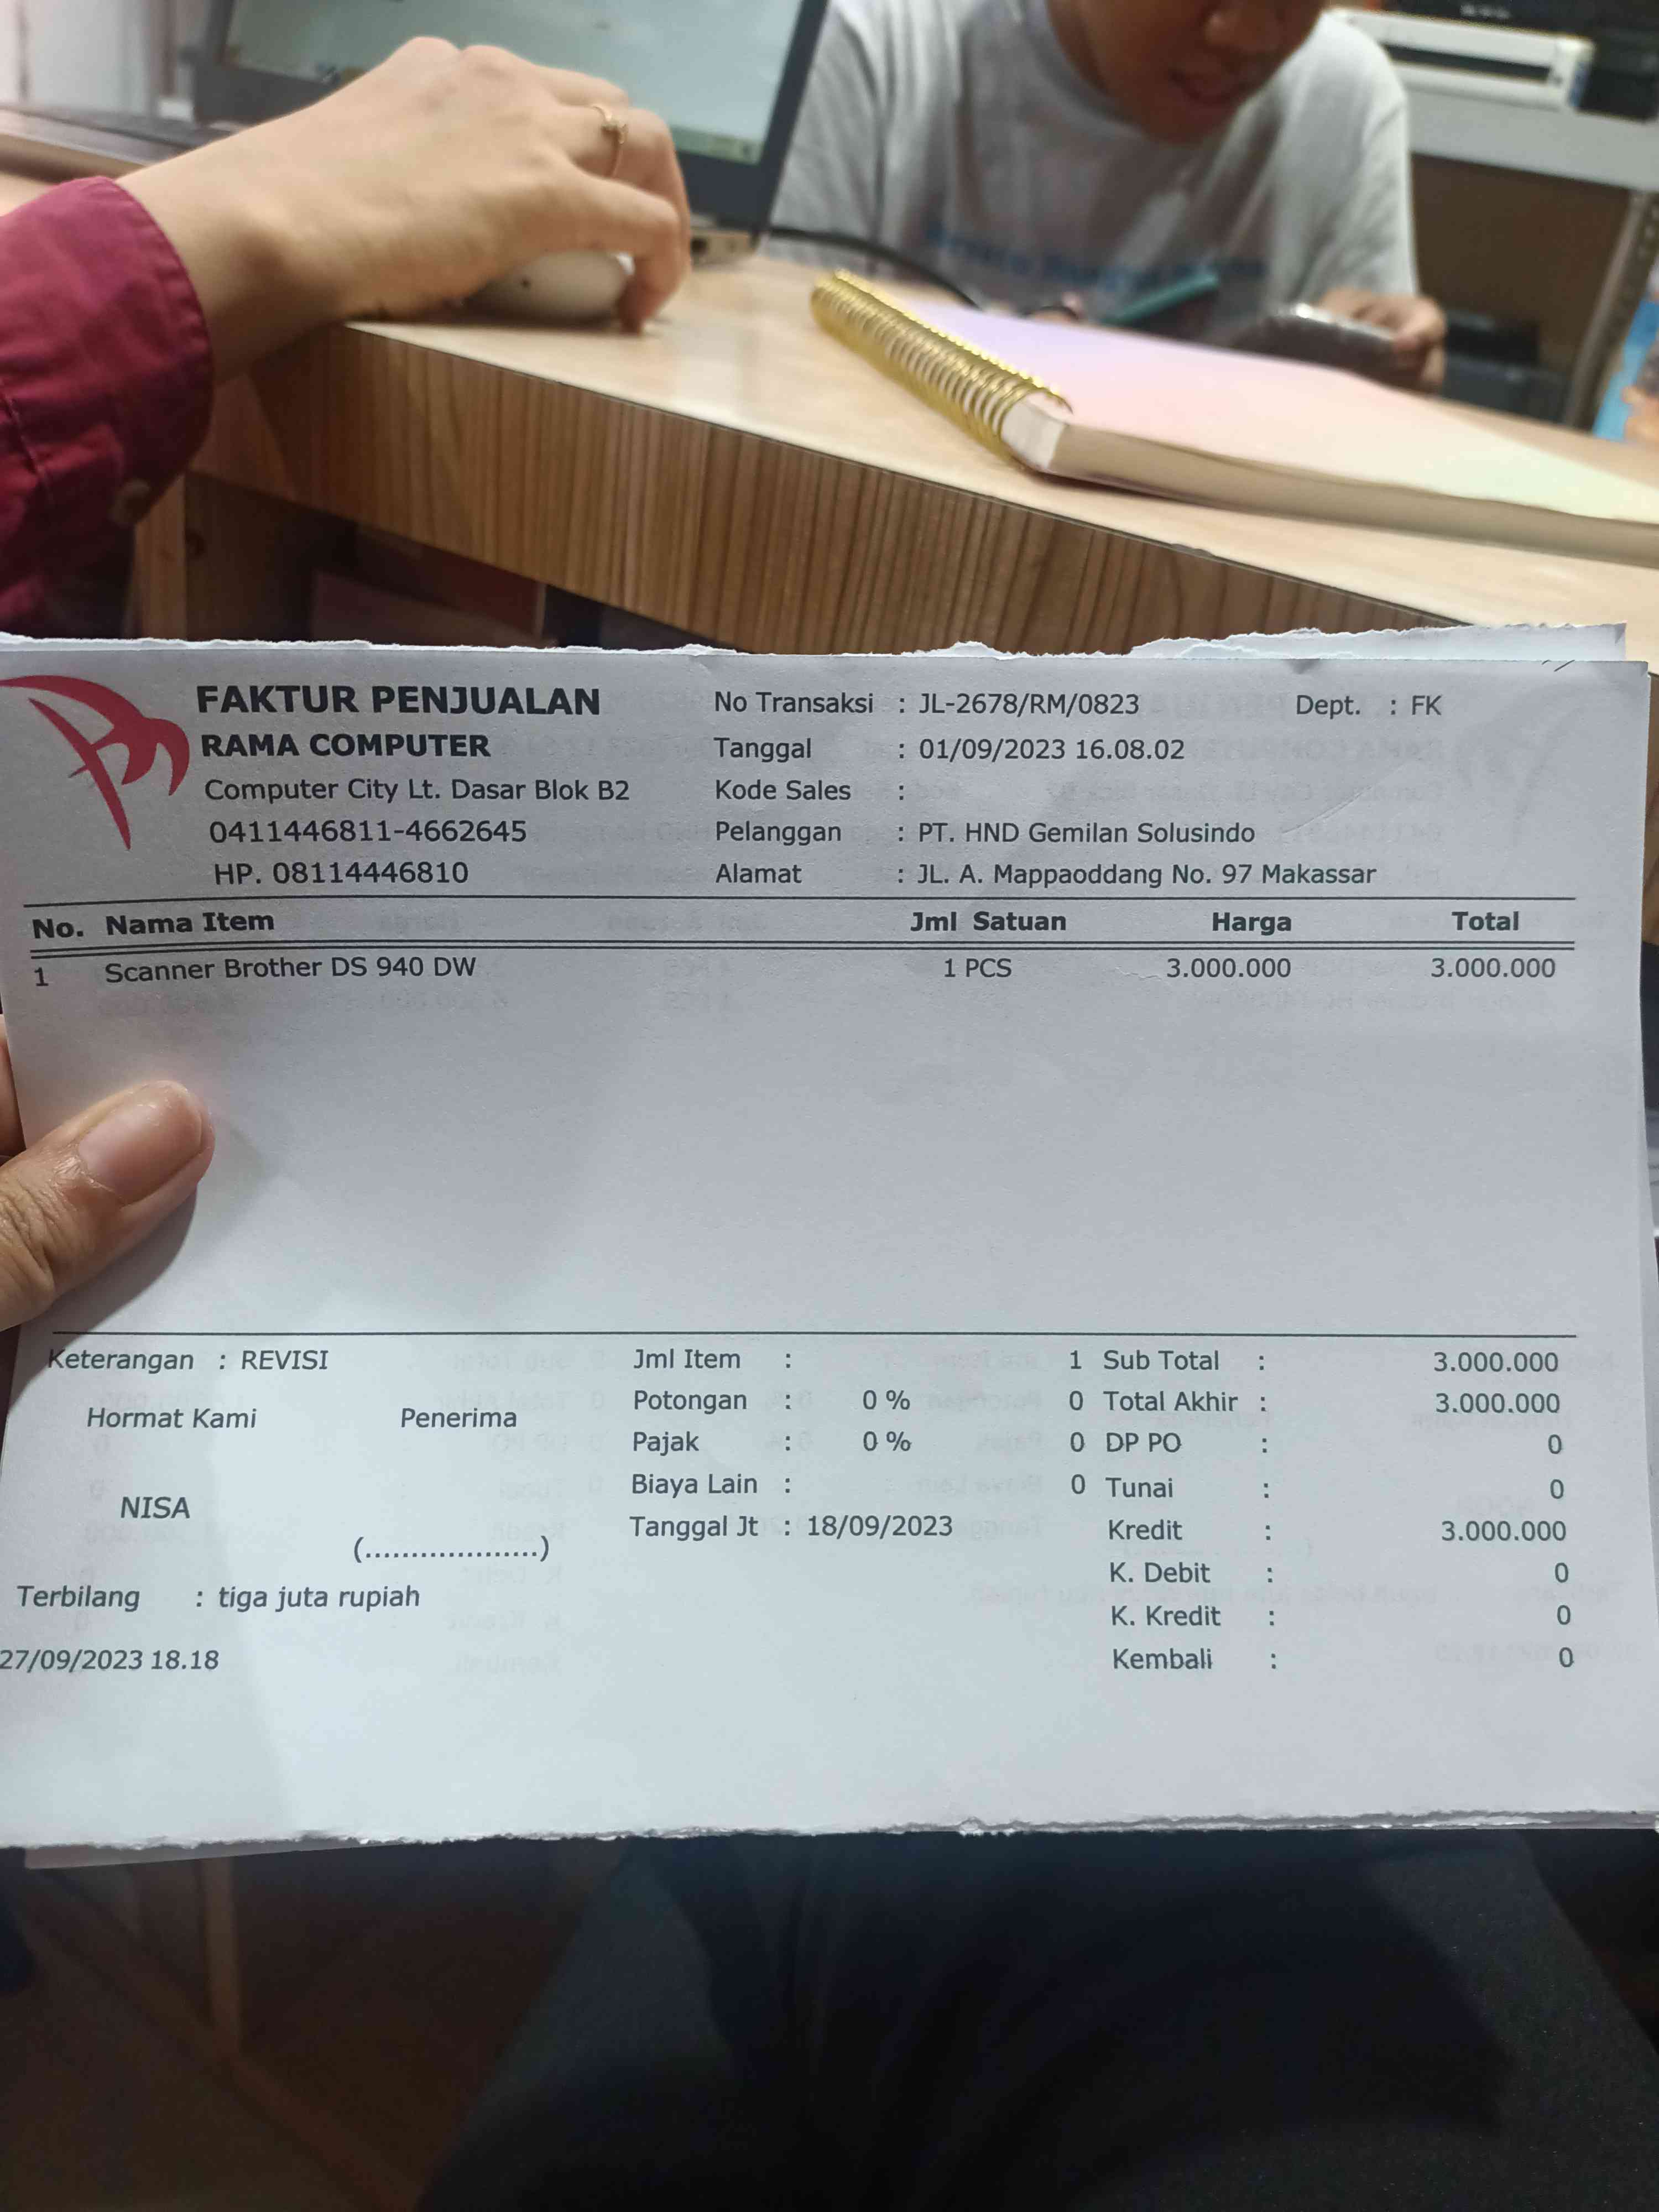 FAKTUR PENJUALAN
RAMA COMPUTER
Computer City Lt. Dasar Blok B2
0411446811-4662645
HP. 08114446810
No Transaksi : JL-2678/RM/0823 Dept. : FK
Tanggal : 01/09/2023 16.08.02
Kode Sales :
Pelanggan : PT. HND Gemilan Solusindo
Alamat : JL. A. Mappaoddang No. 97 Makassar
No. Nama Item Jml Satuan Harga Total
1 Scanner Brother DS 940 DW 1 PCS 3.000.000 3.000.000
Keterangan : REVISI
Hormat Kami Penerima
NISA
(....................)
Terbilang : tiga juta rupiah
27/09/2023 18.18
Jml Item : 1
Potongan : 0 % 0
Pajak : 0 % 0
Biaya Lain : 0
Tanggal Jt : 18/09/2023
Sub Total : 3.000.000
Total Akhir : 3.000.000
DP PO : 0
Tunai : 0
Kredit : 3.000.000
K. Debit : 0
K. Kredit : 0
Kembali : 0